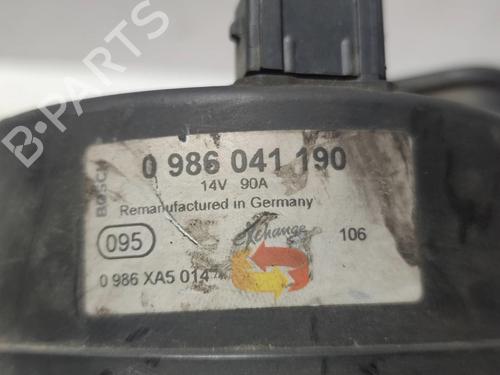 B-PARTS
BOSCH
0 986 041 190
14V 90A
Remanufactured in Germany
095
exchange
106
0 986 XA5 014